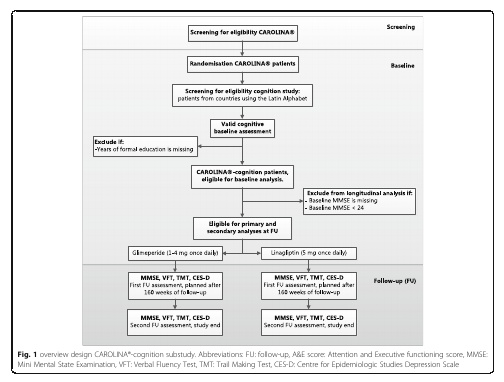 Screening for eligibility CAROLINA®
Screening
Randomisation CAROLINA® patients
Baseline
Screening for eligibility cognition study:
patients from countries using the Latin Alphabet
Valid cognitive
baseline assessment
Exclude if:
-Years of formal education is missing
CAROLINA®-cognition patients,
eligible for baseline analysis.
Exclude from longitudinal analysis if:
- Baseline MMSE is missing
- Baseline MMSE < 24
Eligible for primary and
secondary analyses at FU
Glimeperide (1-4 mg once daily)
Linagliptin (5 mg once daily)
Follow-up (FU)
MMSE, VFT, TMT, CES-D
First FU assessment, planned after
160 weeks of follow-up
MMSE, VFT, TMT, CES-D
First FU assessment, planned after
160 weeks of follow-up
MMSE, VFT, TMT, CES-D
Second FU assessment, study end
MMSE, VFT, TMT, CES-D
Second FU assessment, study end
Fig. 1 overview design CAROLINA®-cognition substudy. Abbreviations: FU: follow-up, A&E score: Attention and Executive functioning score, MMSE:
Mini Mental State Examination, VFT: Verbal Fluency Test, TMT: Trail Making Test, CES-D: Centre for Epidemiologic Studies Depression Scale